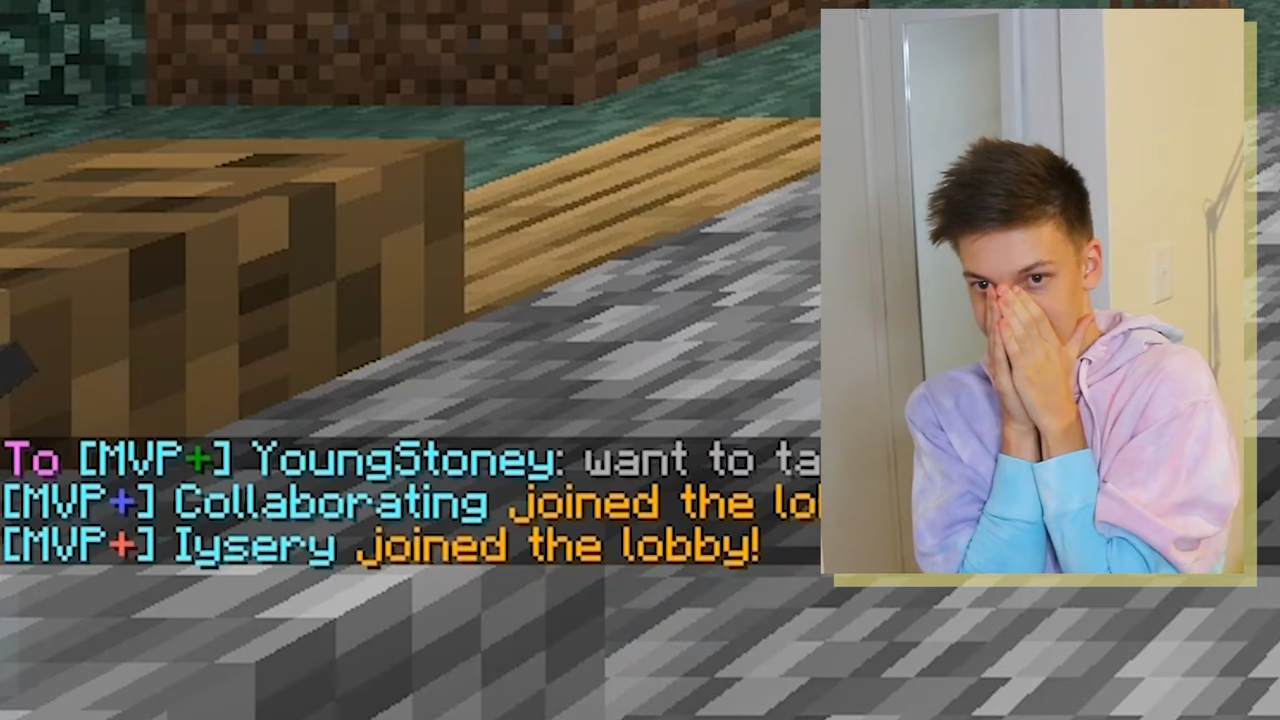 To [MVP+] YoungStoney: want to ta
[MVP+] Collaborating joined the lo
[MVP+] Iysery joined the lobby!